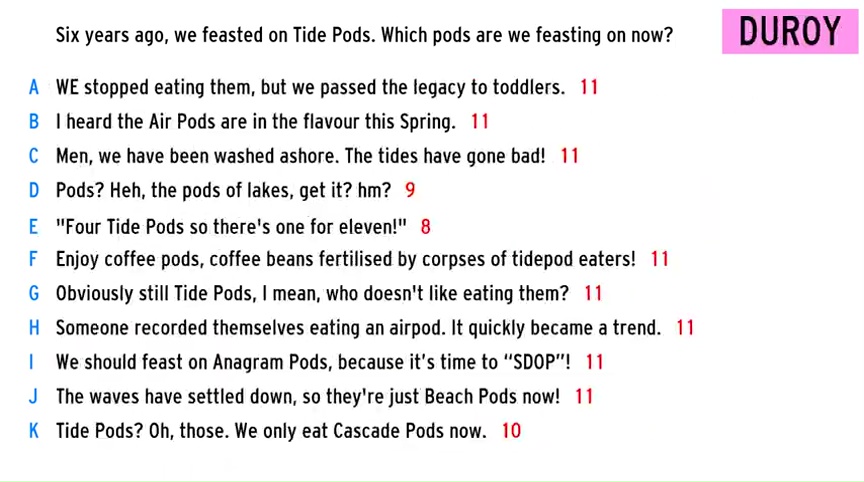 Six years ago, we feasted on Tide Pods. Which pods are we feasting on now?
DUROY
A WE stopped eating them, but we passed the legacy to toddlers. 11
B I heard the Air Pods are in the flavour this Spring. 11
C Men, we have been washed ashore. The tides have gone bad! 11
D Pods? Heh, the pods of lakes, get it? hm? 9
E "Four Tide Pods so there's one for eleven!" 8
F Enjoy coffee pods, coffee beans fertilised by corpses of tidepod eaters! 11
G Obviously still Tide Pods, I mean, who doesn't like eating them? 11
H Someone recorded themselves eating an airpod. It quickly became a trend. 11
I We should feast on Anagram Pods, because it's time to “SDOP”! 11
J The waves have settled down, so they're just Beach Pods now! 11
K Tide Pods? Oh, those. We only eat Cascade Pods now. 10